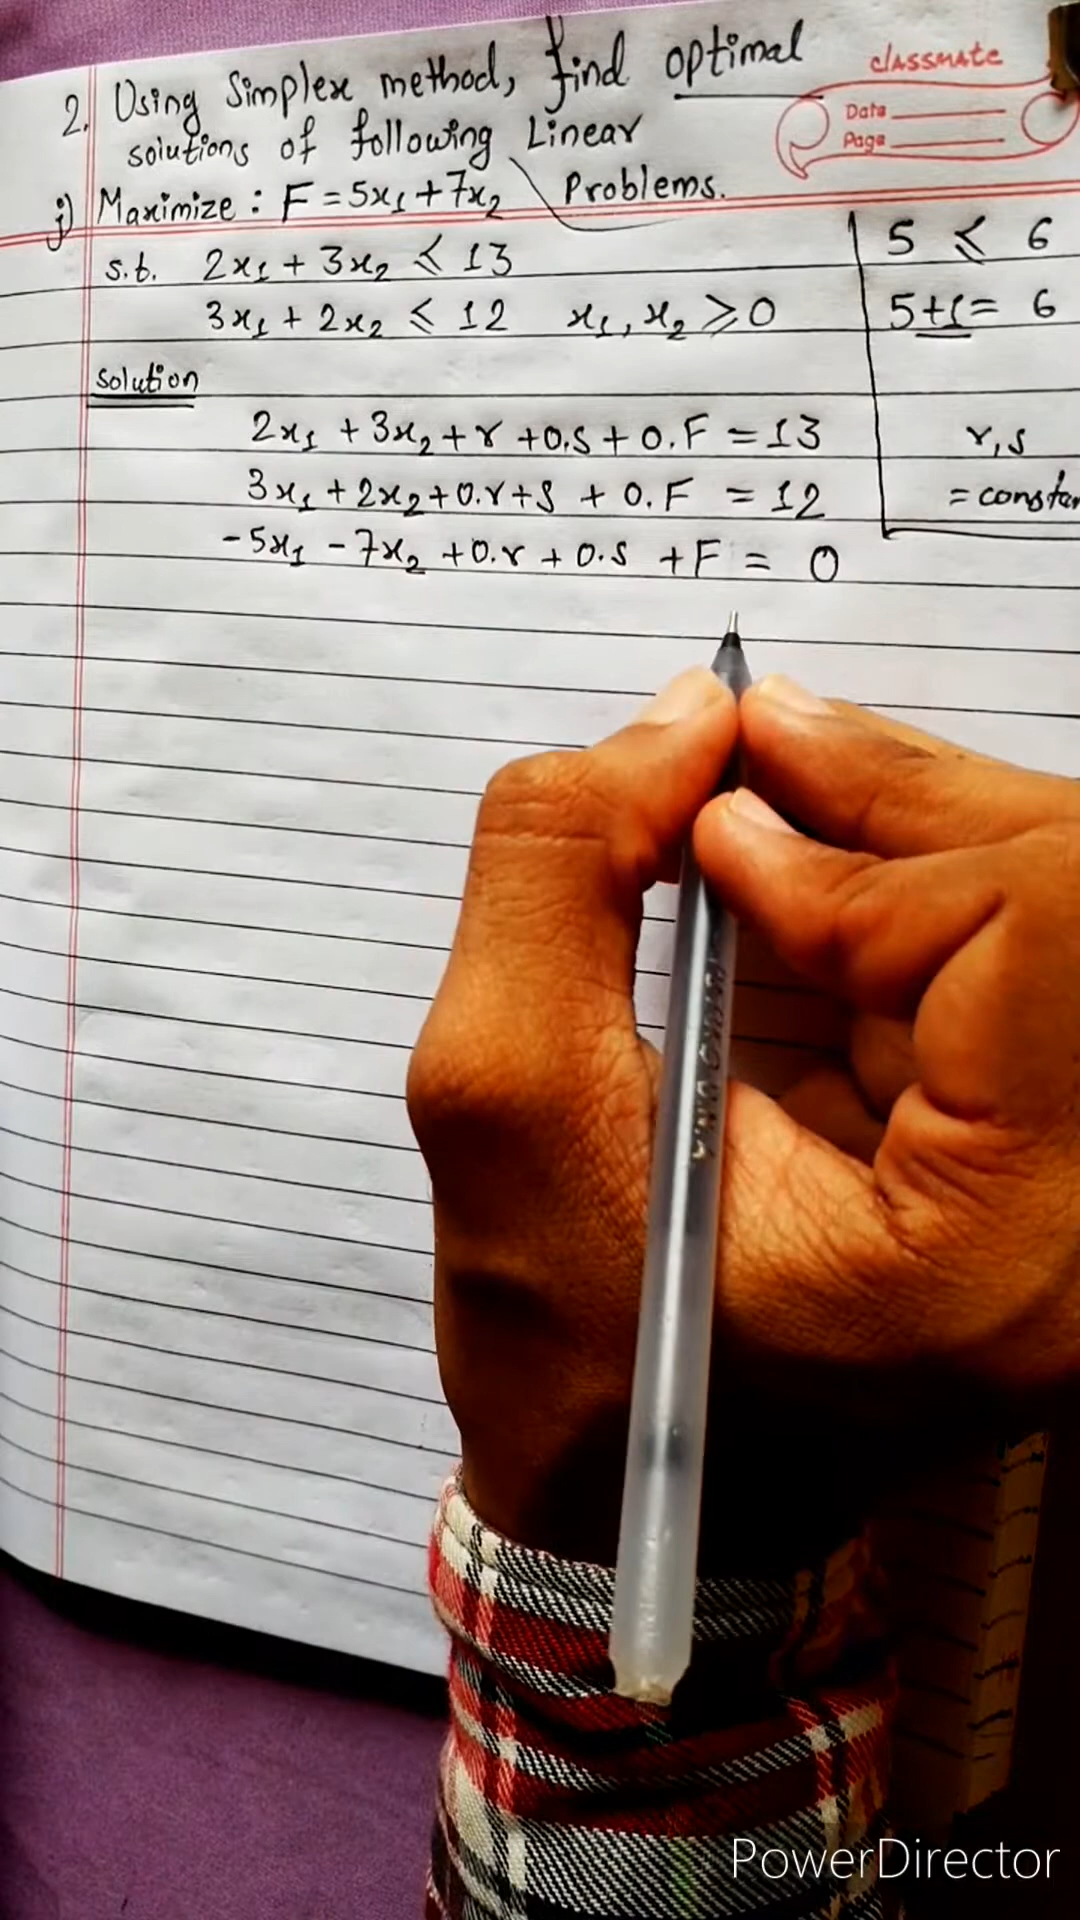 2. Using Simplex method, find optimal
solutions of following Linear
Problems.
classmate
Date
Page
i) Maximize : F = 5x₁ + 7x₂
s.t. 2x₁ + 3x₂ ⩽ 13
3x₁ + 2x₂ ⩽ 12 x₁, x₂ ⩾ 0
5 ⩽ 6
5+1 = 6
r, s
solution
2x₁ + 3x₂ + r + 0.s + 0.F = 13
3x₁ + 2x₂ + 0.r + s + 0.F = 12
-5x₁ - 7x₂ + 0.r + 0.s + F = 0
PowerDirector